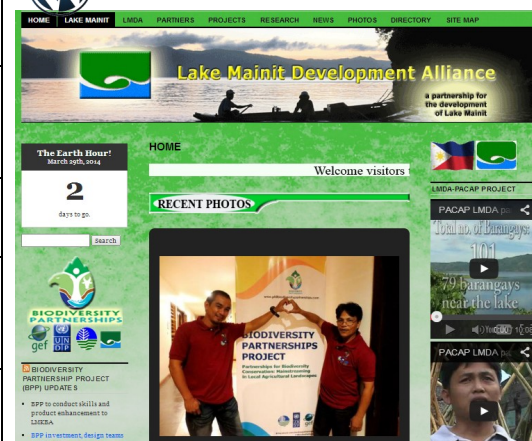 HOME LAKE MAINIT LMDA PARTNERS PROJECTS RESEARCH NEWS PHOTOS DIRECTORY SITE MAP
Lake Mainit Development Alliance
a partnership for
the development
of Lake Mainit
The Earth Hour!
March 29th, 2014
2
days to go.
Search
BIODIVERSITY
PARTNERSHIPS
gef
UN
DP
BIODIVERSITY
PARTNERSHIP PROJECT
(BPP) UPDATES
BPP to conduct skills and
product enhancement to
LMKBA
BPP investment, design teams
HOME
Welcome visitors
RECENT PHOTOS
BIODIVERSITY
PARTNERSHIPS
PROJECT
Partnerships for Biodiversity
Conservation: Mainstreaming
in Local Agricultural Landscapes
LMDA-PACAP PROJECT
PACAP LMDA
Total no. of Barangays:
101
79 barangays
near the lake
PACAP LMDA